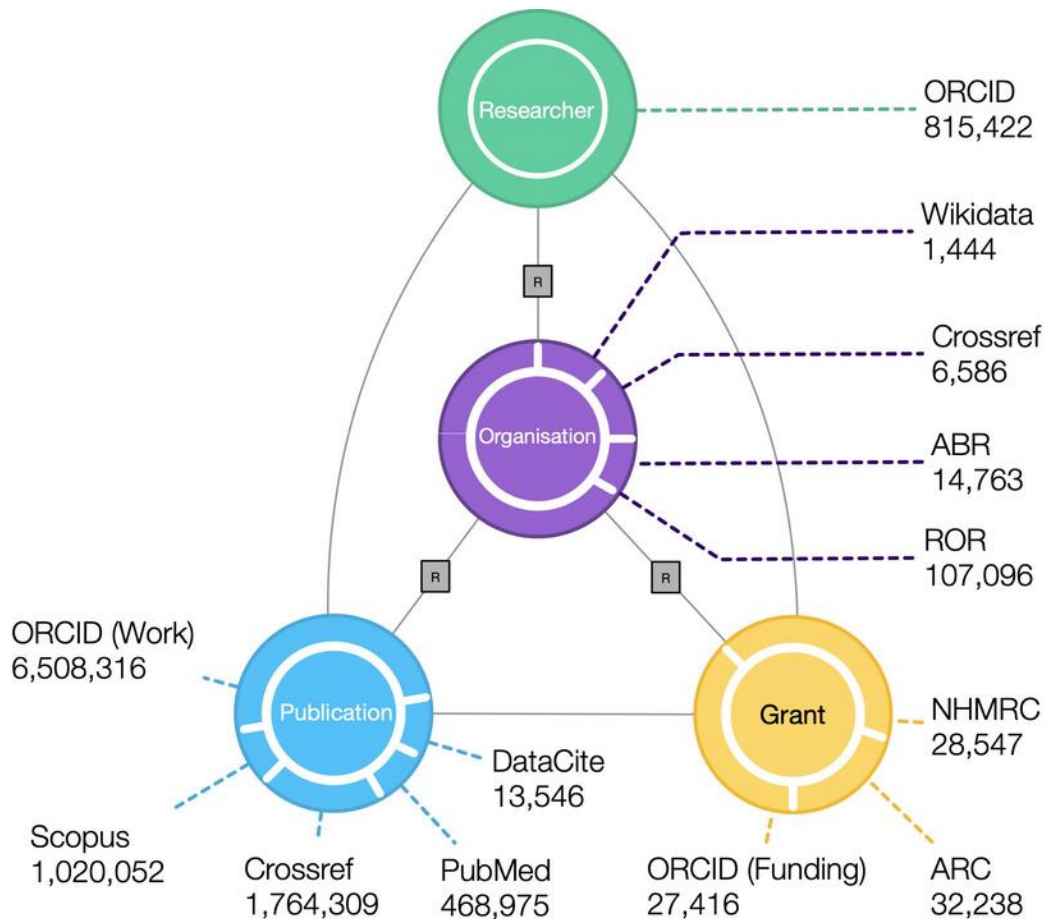 Researcher
ORCID
815,422
Wikidata
1,444
R
Crossref
6,586
Organisation
ABR
14,763
ROR
107,096
R
R
ORCID (Work)
6,508,316
Publication
Grant
NHMRC
28,547
DataCite
13,546
Scopus
1,020,052
Crossref
1,764,309
PubMed
468,975
ORCID (Funding)
27,416
ARC
32,238